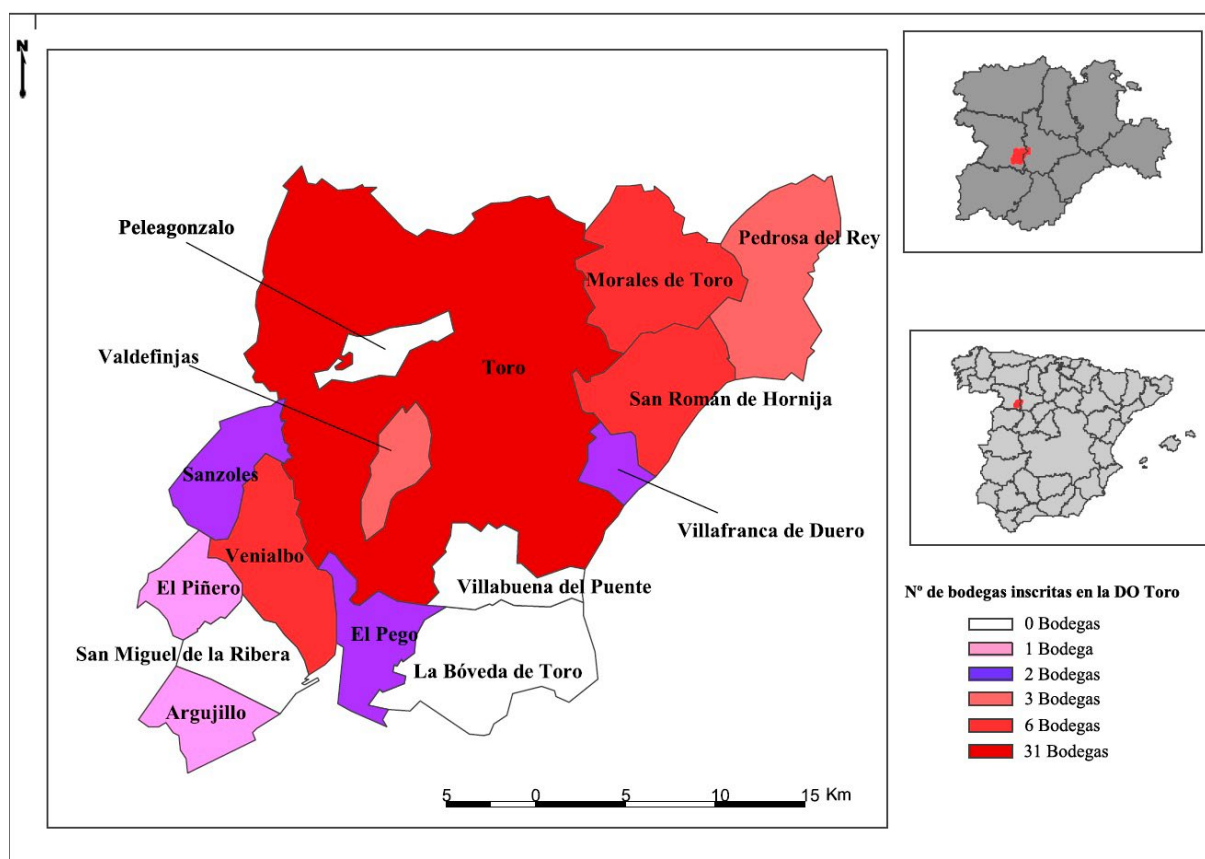 N
Peleagonzalo
Pedrosa del Rey
Morales de Toro
Valdefinjas
Toro
San Román de Hornija
Sanzoles
Villafranca de Duero
Venialbo
El Piñero
Villabuena del Puente
El Pego
San Miguel de la Ribera
La Bóveda de Toro
Argujillo
5 0 5 10 15 Km
Nº de bodegas inscritas en la DO Toro
0 Bodegas
1 Bodega
2 Bodegas
3 Bodegas
6 Bodegas
31 Bodegas